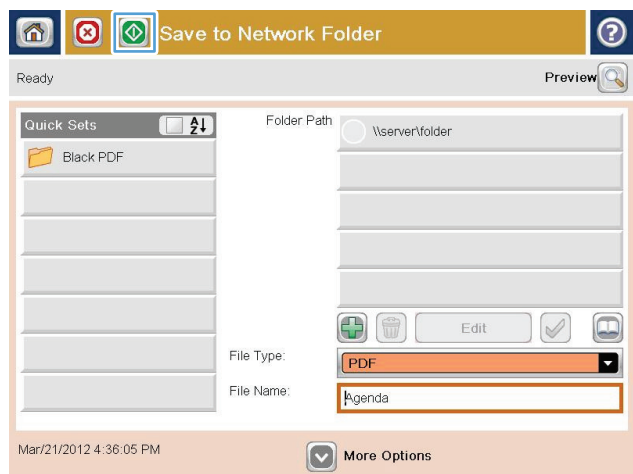 Save to Network Folder
Ready
Preview
Quick Sets
Folder Path
\\server\folder
Black PDF
Edit
File Type:
PDF
File Name:
Agenda
Mar/21/2012 4:36:05 PM
More Options